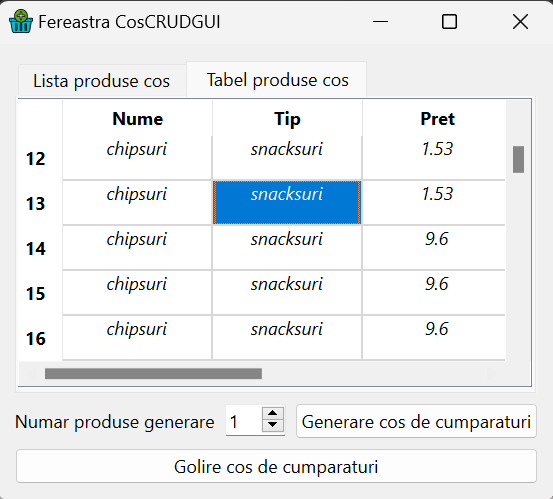 Fereastra CosCRUDGUI
Lista produse cos Tabel produse cos
Nume Tip Pret
12 chipsuri snacksuri 1.53
13 chipsuri snacksuri 1.53
14 chipsuri snacksuri 9.6
15 chipsuri snacksuri 9.6
16 chipsuri snacksuri 9.6
Numar produse generare 1 Generare cos de cumparaturi
Golire cos de cumparaturi